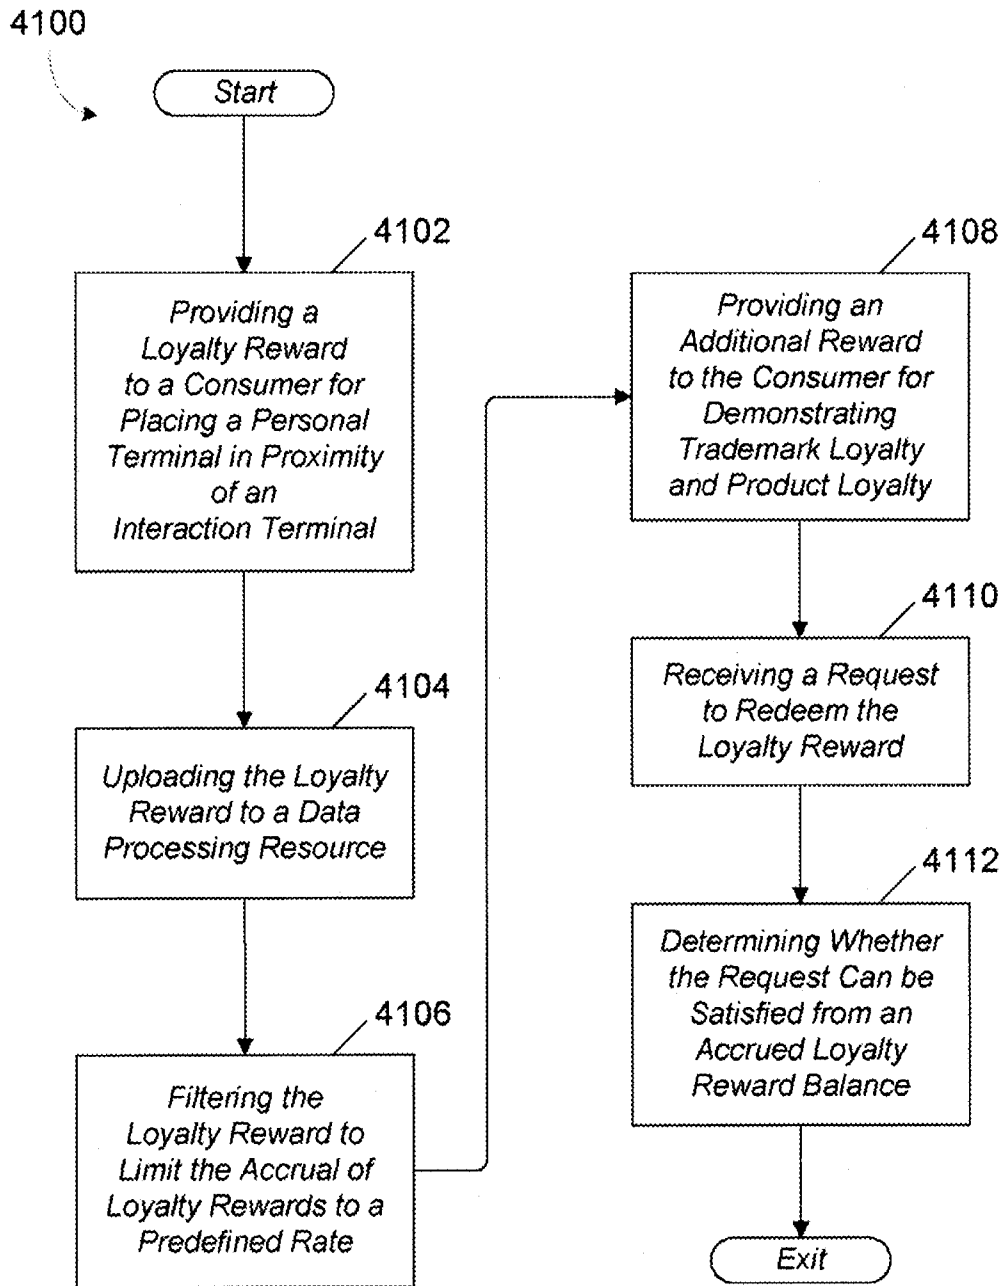 4100
Start
4102
Providing a
Loyalty Reward
to a Consumer for
Placing a Personal
Terminal in Proximity
of an
Interaction Terminal
4104
Uploading the Loyalty
Reward to a Data
Processing Resource
4106
Filtering the
Loyalty Reward to
Limit the Accrual of
Loyalty Rewards to a
Predefined Rate
4108
Providing an
Additional Reward
to the Consumer for
Demonstrating
Trademark Loyalty
and Product Loyalty
4110
Receiving a Request
to Redeem the
Loyalty Reward
4112
Determining Whether
the Request Can be
Satisfied from an
Accrued Loyalty
Reward Balance
Exit